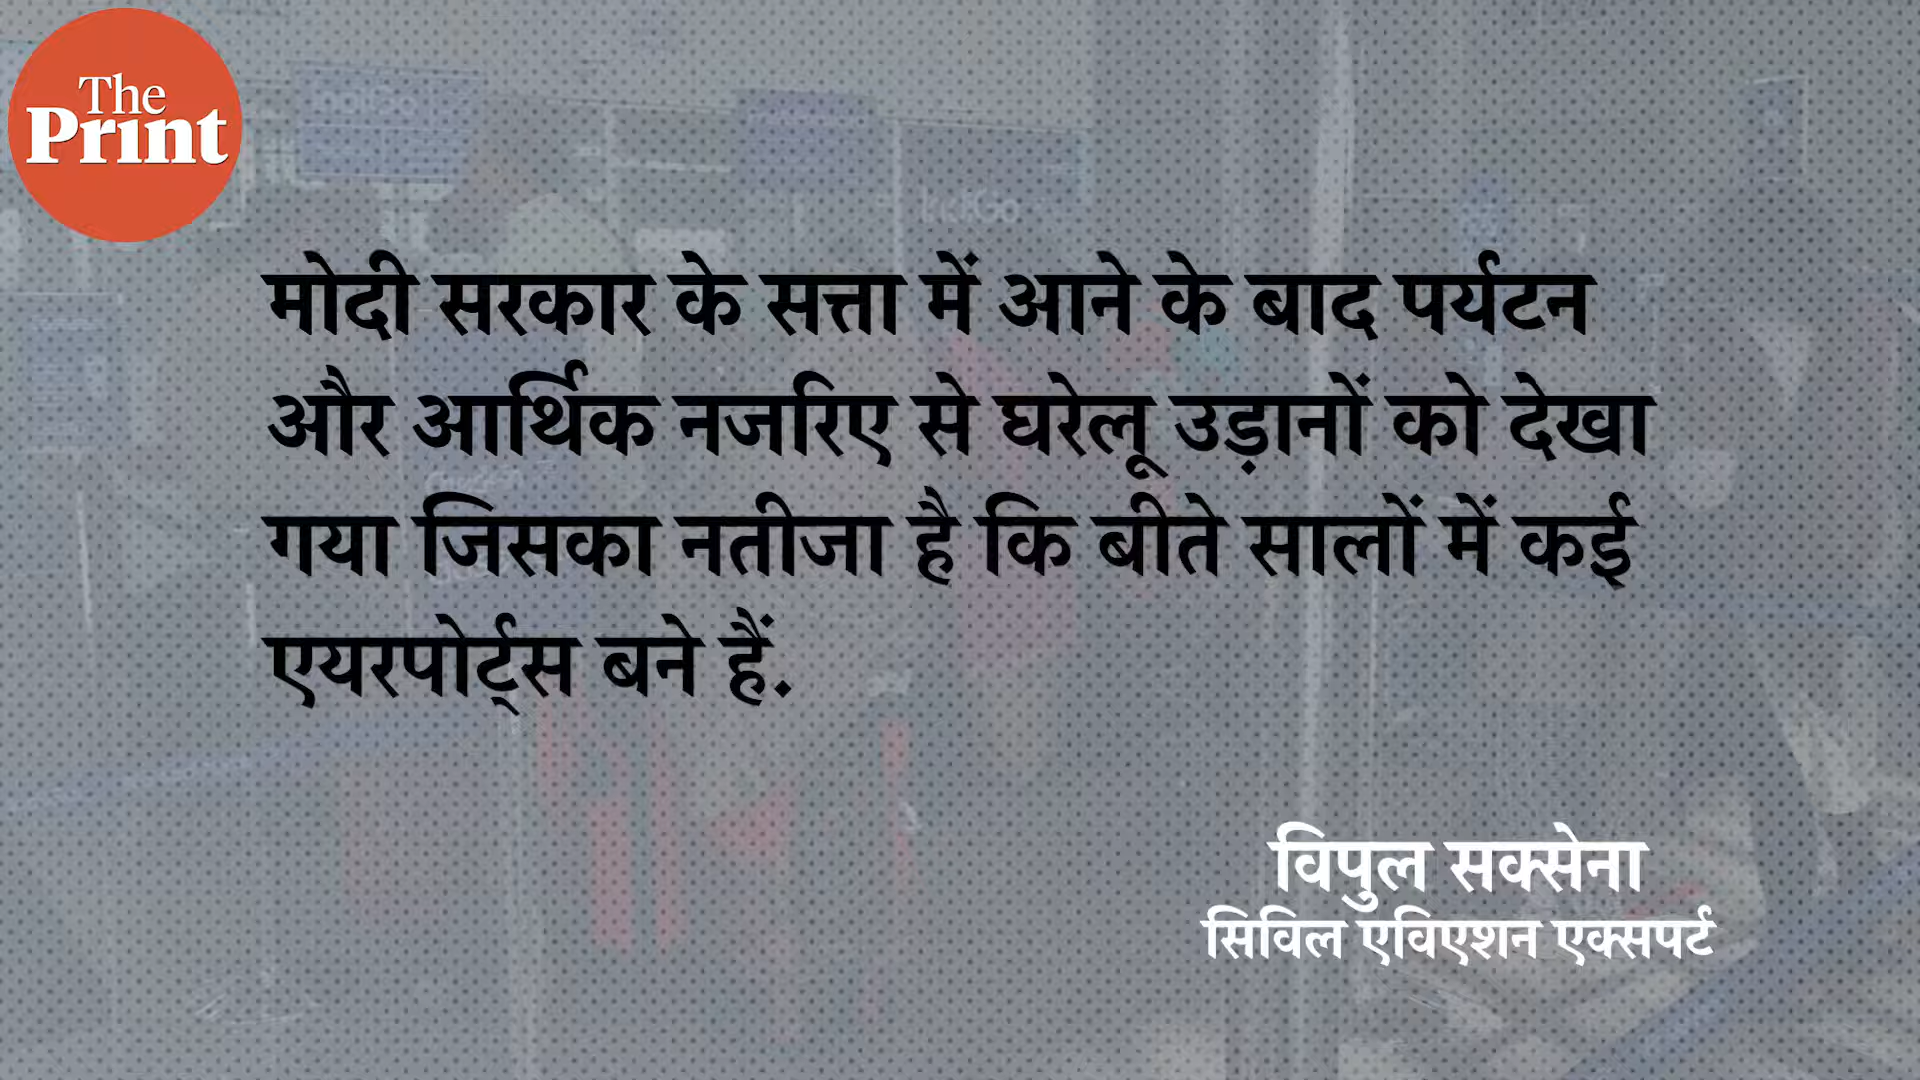 The
Print
IndiGo
मोदी सरकार के सत्ता में आने के बाद पर्यटन
और आर्थिक नजरिए से घरेलू उड़ानों को देखा
गया जिसका नतीजा है कि बीते सालों में कई
एयरपोर्ट्स बने हैं.
विपुल सक्सेना
सिविल एविएशन एक्सपर्ट